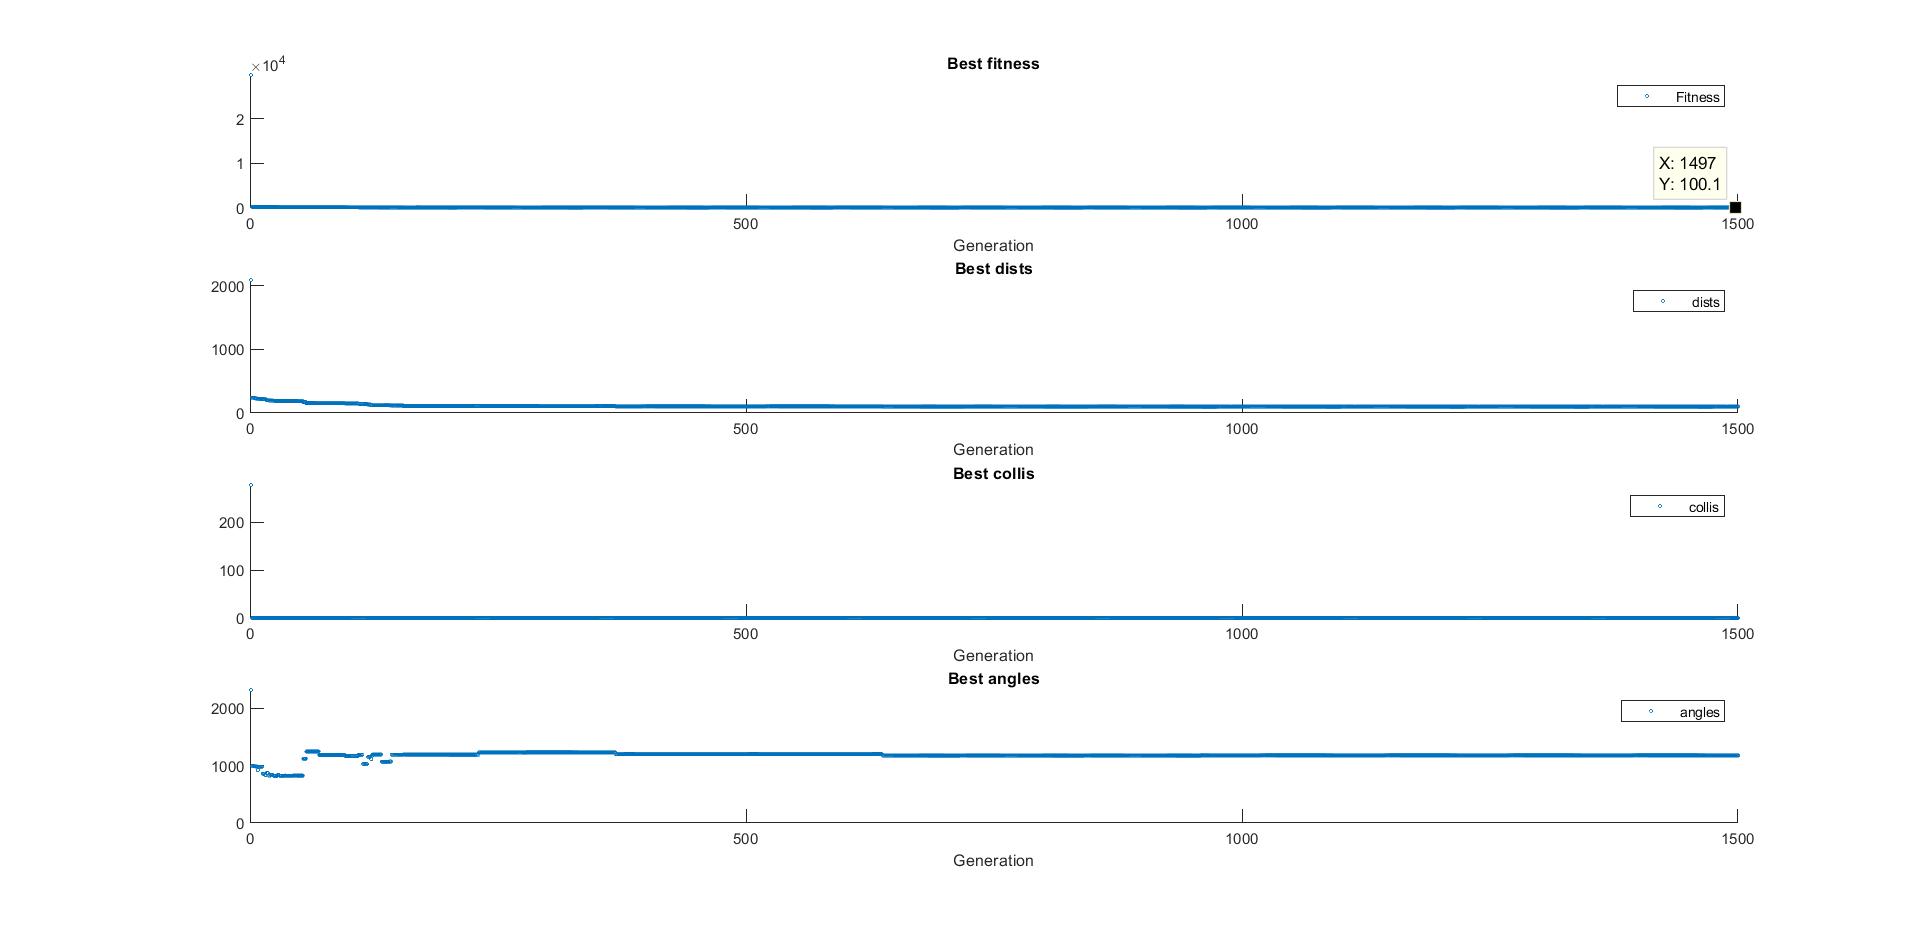 Best fitness
×10⁴
Fitness
2
1
0
X: 1497
Y: 100.1
0 500 1000 1500
Generation
Best dists
dists
2000
1000
0
0 500 1000 1500
Generation
Best collis
collis
200
100
0
0 500 1000 1500
Generation
Best angles
angles
2000
1000
0
0 500 1000 1500
Generation